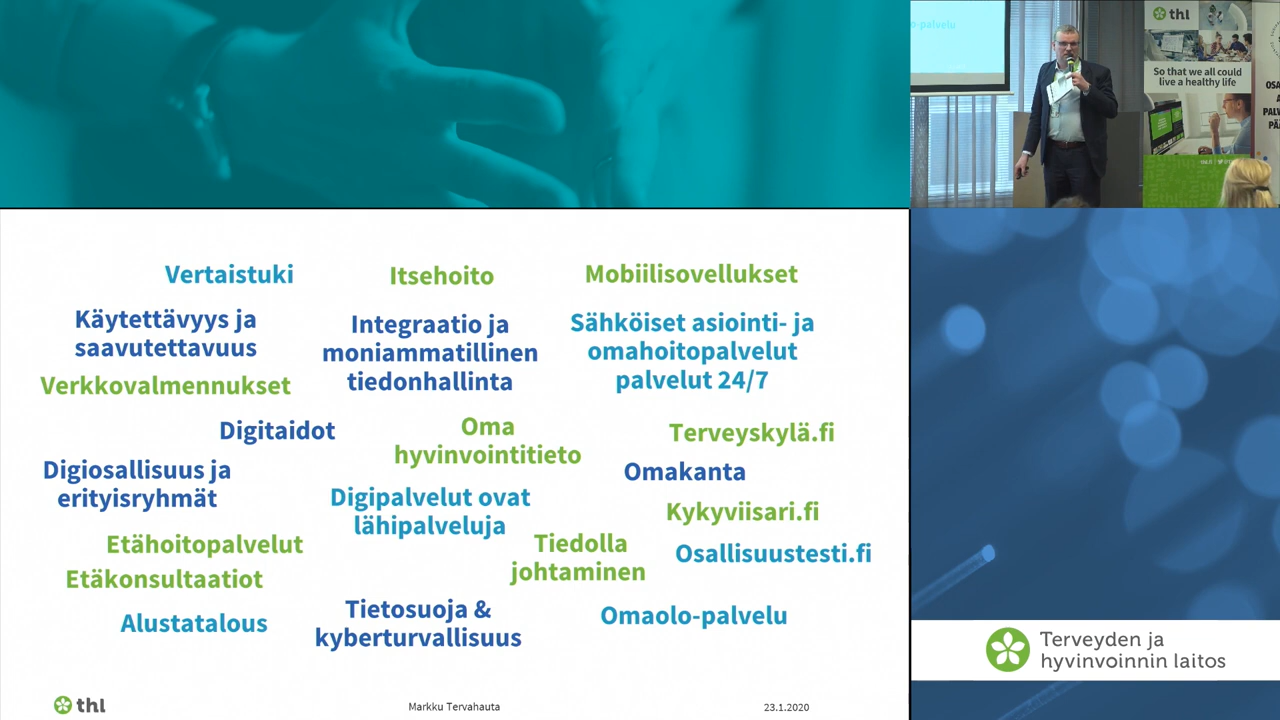 o-palvelu
thl
So that we all could
live a healthy life
Vertaistuki
Itsehoito
Mobiilisovellukset
Käytettävyys ja
saavutettavuus
Integraatio ja
moniammatillinen
tiedonhallinta
Sähköiset asiointi- ja
omahoitopalvelut
palvelut 24/7
Verkkovalmennukset
Digitaidot
Oma
hyvinvointitieto
Terveyskylä.fi
Digiosallisuus ja
erityisryhmät
Omakanta
Digipalvelut ovat
lähipalveluja
Kykyviisari.fi
Etähoitopalvelut
Tiedolla
johtaminen
Osallisuustesti.fi
Etäkonsultaatiot
Alustatalous
Tietosuoja &
kyberturvallisuus
Omaolo-palvelu
Terveyden ja
hyvinvoinnin laitos
thl
Markku Tervahauta
23.1.2020